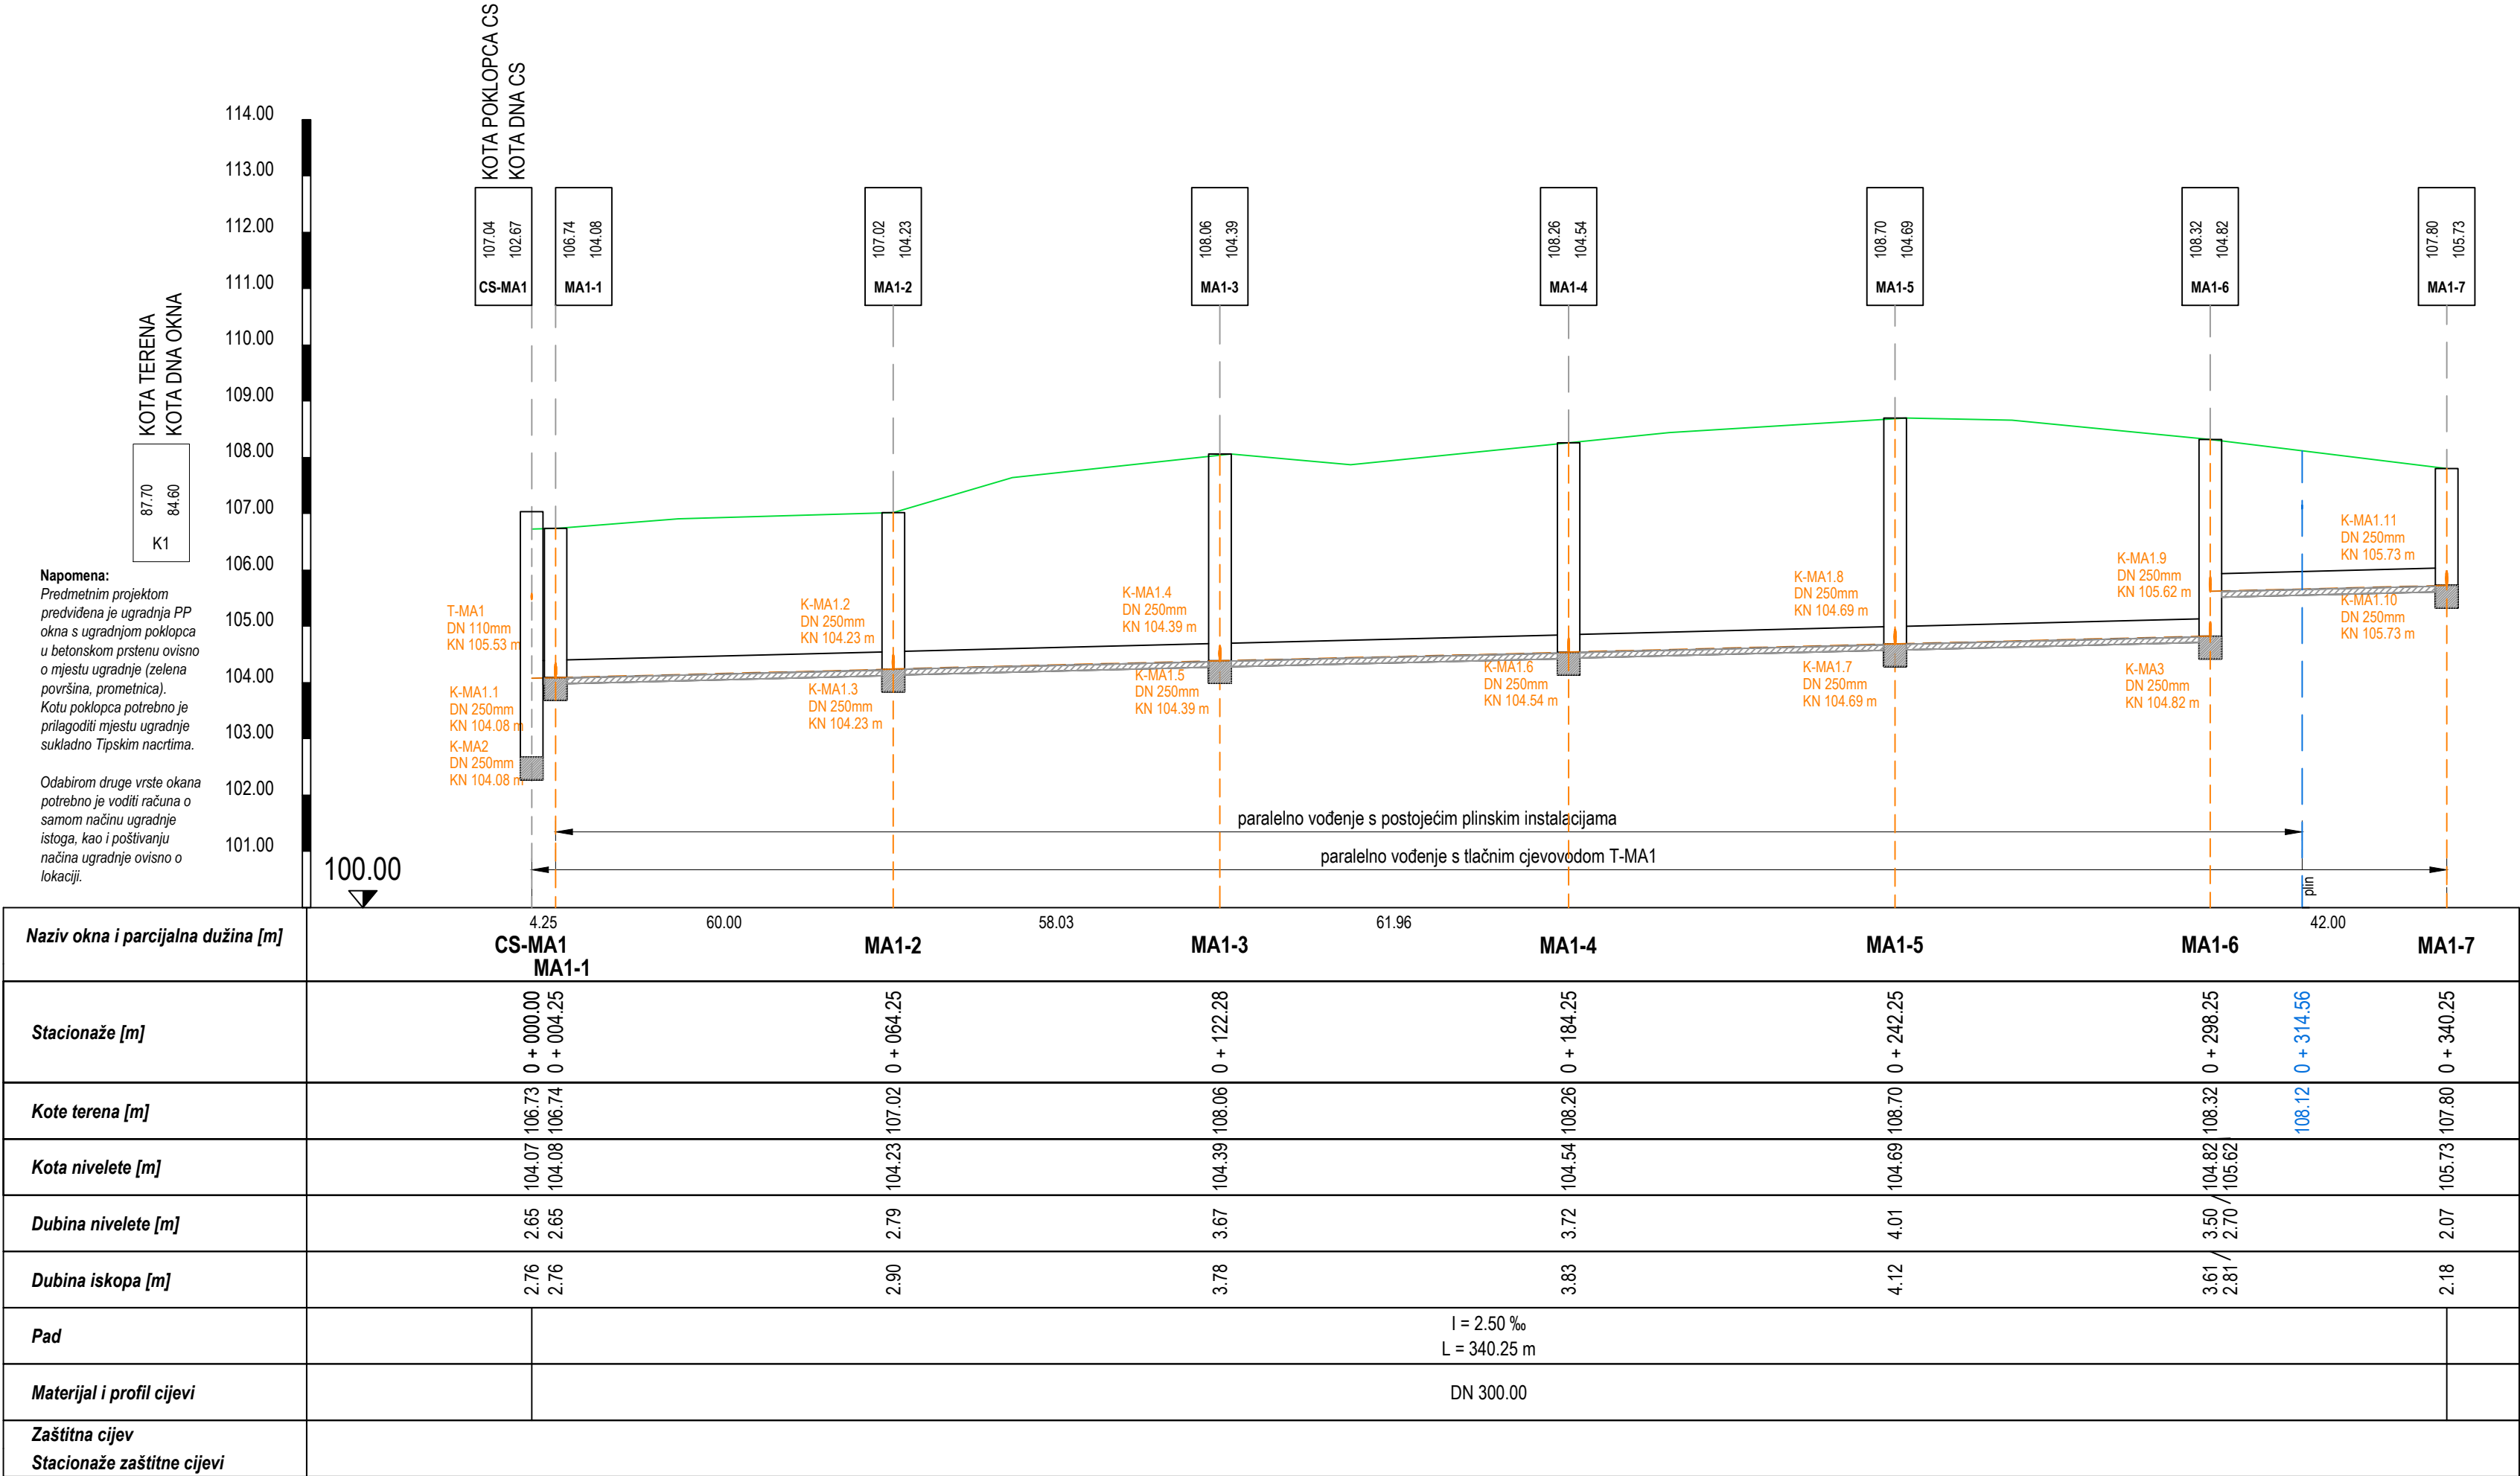 KOTA POKLOPCA CS
KOTA DNA CS
114.00
113.00
112.00
111.00
110.00
109.00
108.00
107.00
106.00
105.00
104.00
103.00
102.00
101.00
100.00
KOTA TERENA
KOTA DNA OKNA
87.70
84.60
K1
Napomena:
Predmetnim projektom
predviđena je ugradnja PP
okna s ugradnjom poklopca
u betonskom prstenu ovisno
o mjestu ugradnje (zelena
površina, prometnica).
Kotu poklopca potrebno je
prilagoditi mjestu ugradnje
sukladno Tipskim nacrtima.
Odabirom druge vrste okana
potrebno je voditi računa o
samom načinu ugradnje
istoga, kao i poštivanju
načina ugradnje ovisno o
lokaciji.
107.04
102.67
CS-MA1
106.74
104.08
MA1-1
107.02
104.23
MA1-2
108.06
104.39
MA1-3
108.26
104.54
MA1-4
108.70
104.69
MA1-5
108.32
104.82
MA1-6
107.80
105.73
MA1-7
T-MA1
DN 110mm
KN 105.53 m
K-MA1.1
DN 250mm
KN 104.08 m
K-MA2
DN 250mm
KN 104.08 m
K-MA1.2
DN 250mm
KN 104.23 m
K-MA1.3
DN 250mm
KN 104.23 m
K-MA1.4
DN 250mm
KN 104.39 m
K-MA1.5
DN 250mm
KN 104.39 m
K-MA1.6
DN 250mm
KN 104.54 m
K-MA1.8
DN 250mm
KN 104.69 m
K-MA1.7
DN 250mm
KN 104.69 m
K-MA1.9
DN 250mm
KN 105.62 m
K-MA3
DN 250mm
KN 104.82 m
K-MA1.11
DN 250mm
KN 105.73 m
K-MA1.10
DN 250mm
KN 105.73 m
paralelno vođenje s postojećim plinskim instalacijama
paralelno vođenje s tlačnim cjevovodom T-MA1
plin
Naziv okna i parcijalna dužina [m]
4.25 60.00 58.03 61.96 42.00
CS-MA1 MA1-2 MA1-3 MA1-4 MA1-5 MA1-6 MA1-7
MA1-1
Stacionaže [m]
0 + 000.00
0 + 004.25
0 + 064.25
0 + 122.28
0 + 184.25
0 + 242.25
0 + 298.25
0 + 314.56
0 + 340.25
Kote terena [m]
106.73
106.74
107.02
108.06
108.26
108.70
108.32
108.12
107.80
Kota nivelete [m]
104.07
104.08
104.23
104.39
104.54
104.69
104.82
105.62
105.73
Dubina nivelete [m]
2.65
2.65
2.79
3.67
3.72
4.01
3.50
2.70
2.07
Dubina iskopa [m]
2.76
2.76
2.90
3.78
3.83
4.12
3.61
2.81
2.18
Pad
I = 2.50 ‰
L = 340.25 m
Materijal i profil cijevi
DN 300.00
Zaštitna cijev
Stacionaže zaštitne cijevi